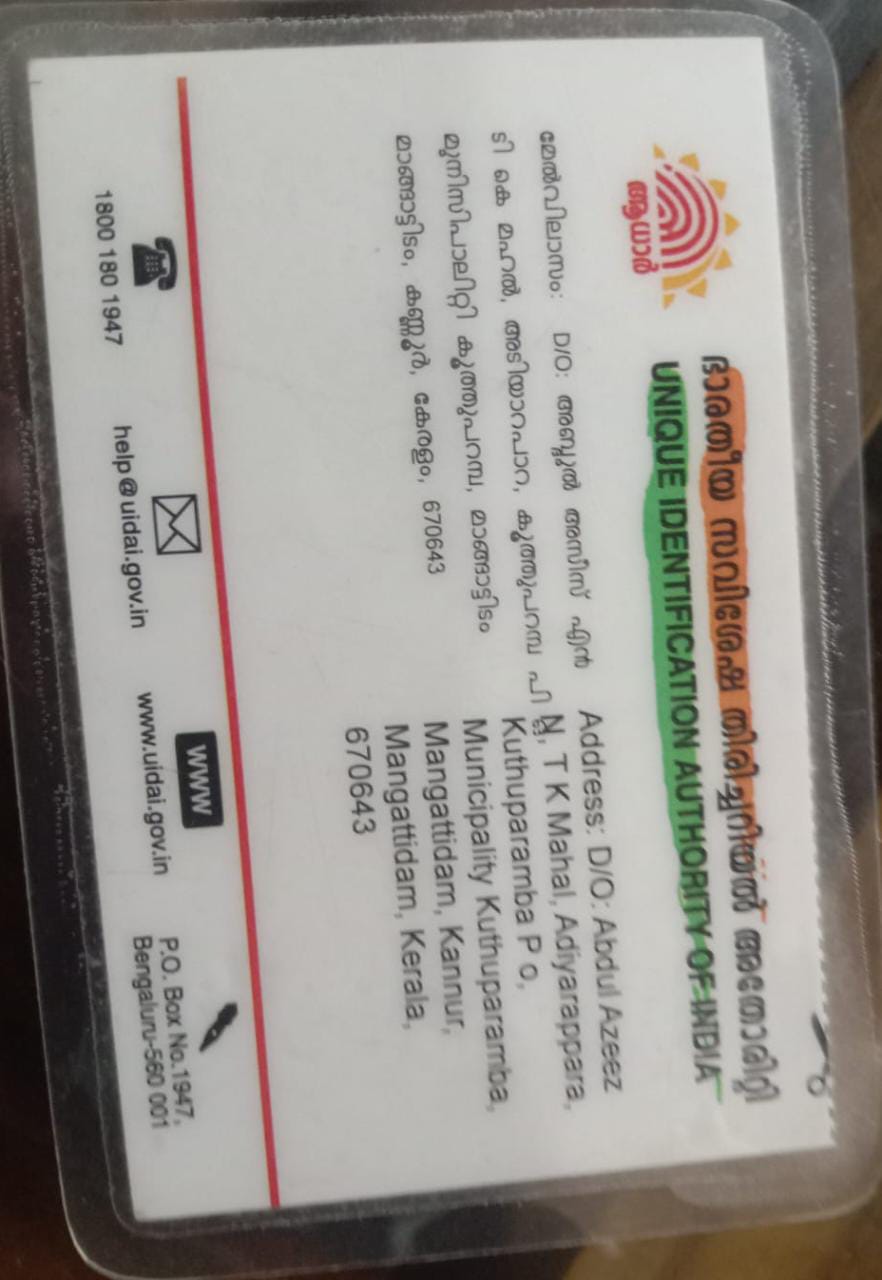 ഭാരതീയ സവിശേഷ തിരിച്ചറിയൽ അതോരിറ്റി
UNIQUE IDENTIFICATION AUTHORITY OF INDIA
ആധാർ
മേൽവിലാസം: D/O: അബ്ദുൽ അസീസ് എൻ
ടി കെ മഹൽ, അടിയാറപാറ, കൂത്തുപറമ്പ പി
മുനിസിപാലിറ്റി കൂത്തുപറമ്പ, മാങ്ങാട്ടിടം
മാങ്ങാട്ടിടം, കണ്ണൂർ, കേരളം, 670643
Address: D/O: Abdul Azeez
N, T K Mahal, Adiyarappara,
Kuthuparamba P o,
Municipality Kuthuparamba,
Mangattidam, Kannur,
Mangattidam, Kerala,
670643
1800 180 1947
help@uidai.gov.in
www
www.uidai.gov.in
P.O. Box No.1947,
Bengaluru-560 001